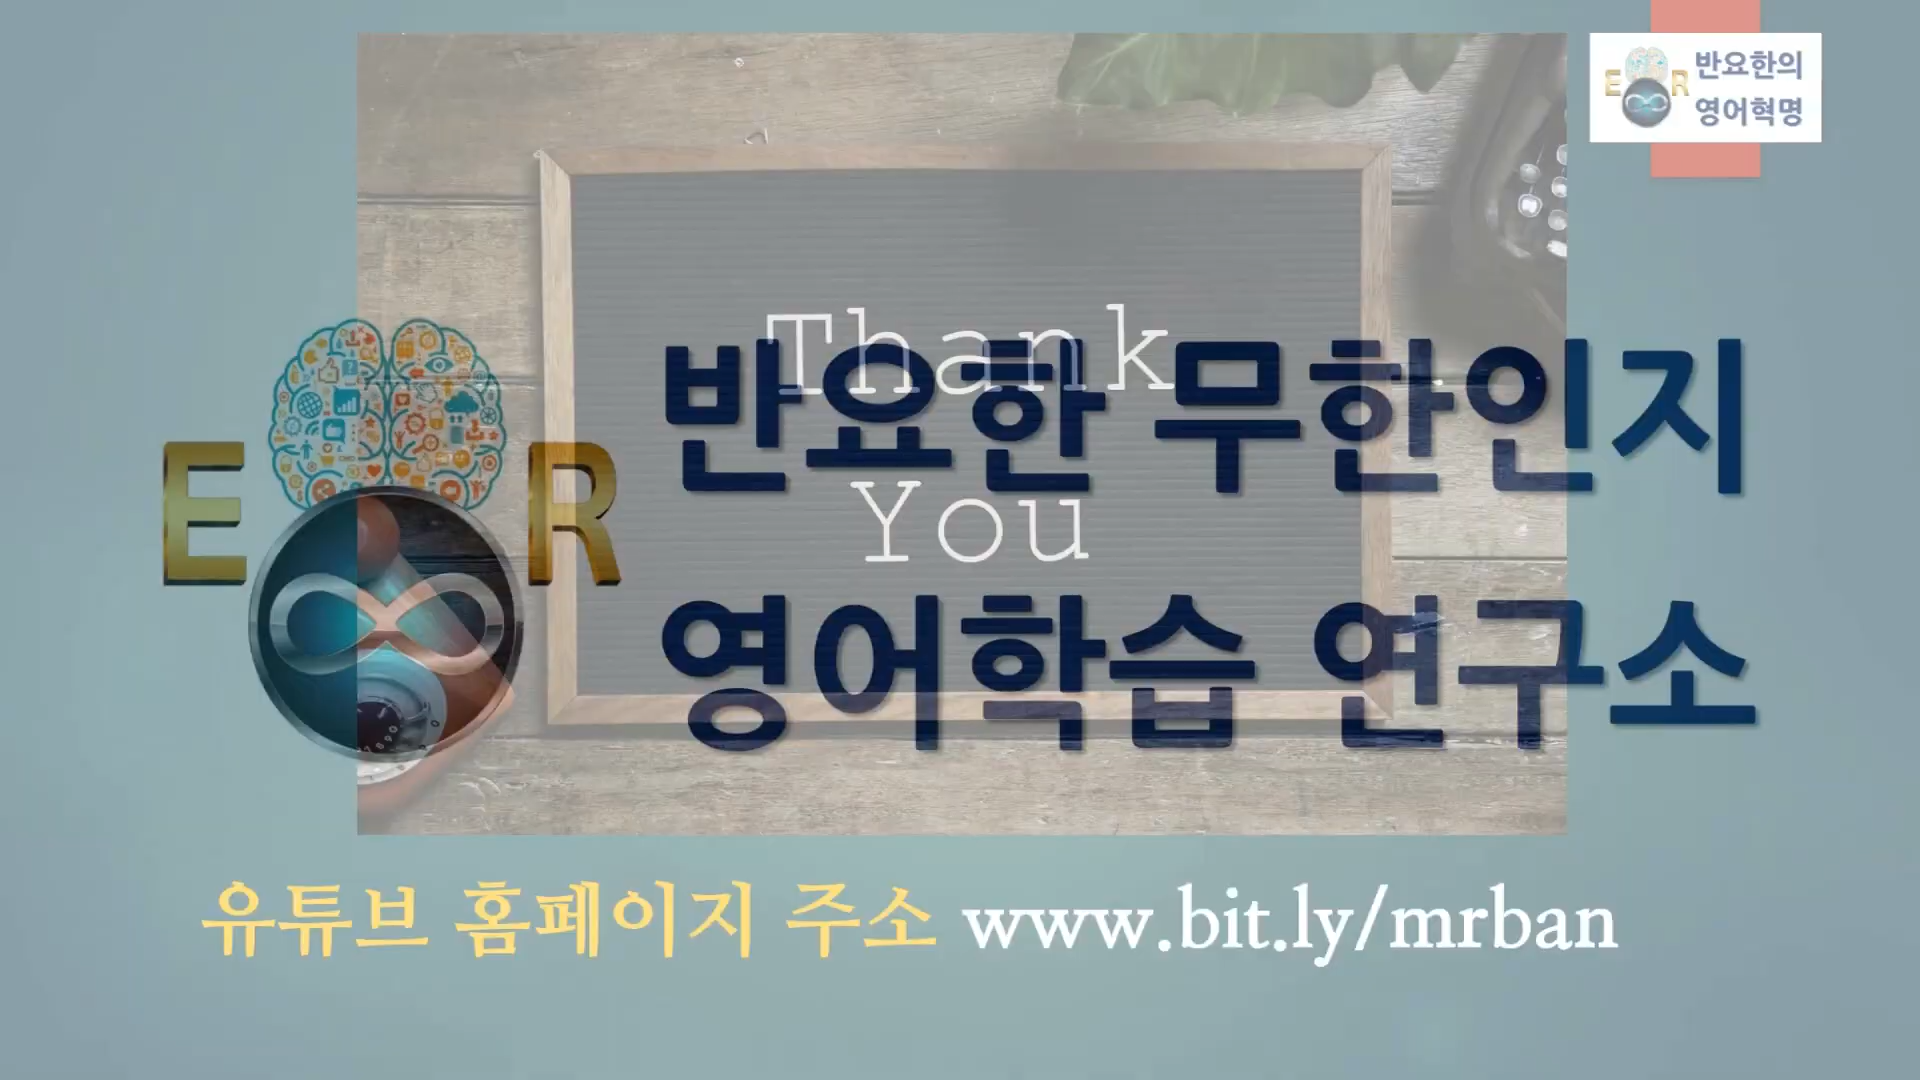 반요한의
E R
영어혁명
Thank
You
E R
반요한 무한인지
영어학습 연구소
유튜브 홈페이지 주소 www.bit.ly/mrban